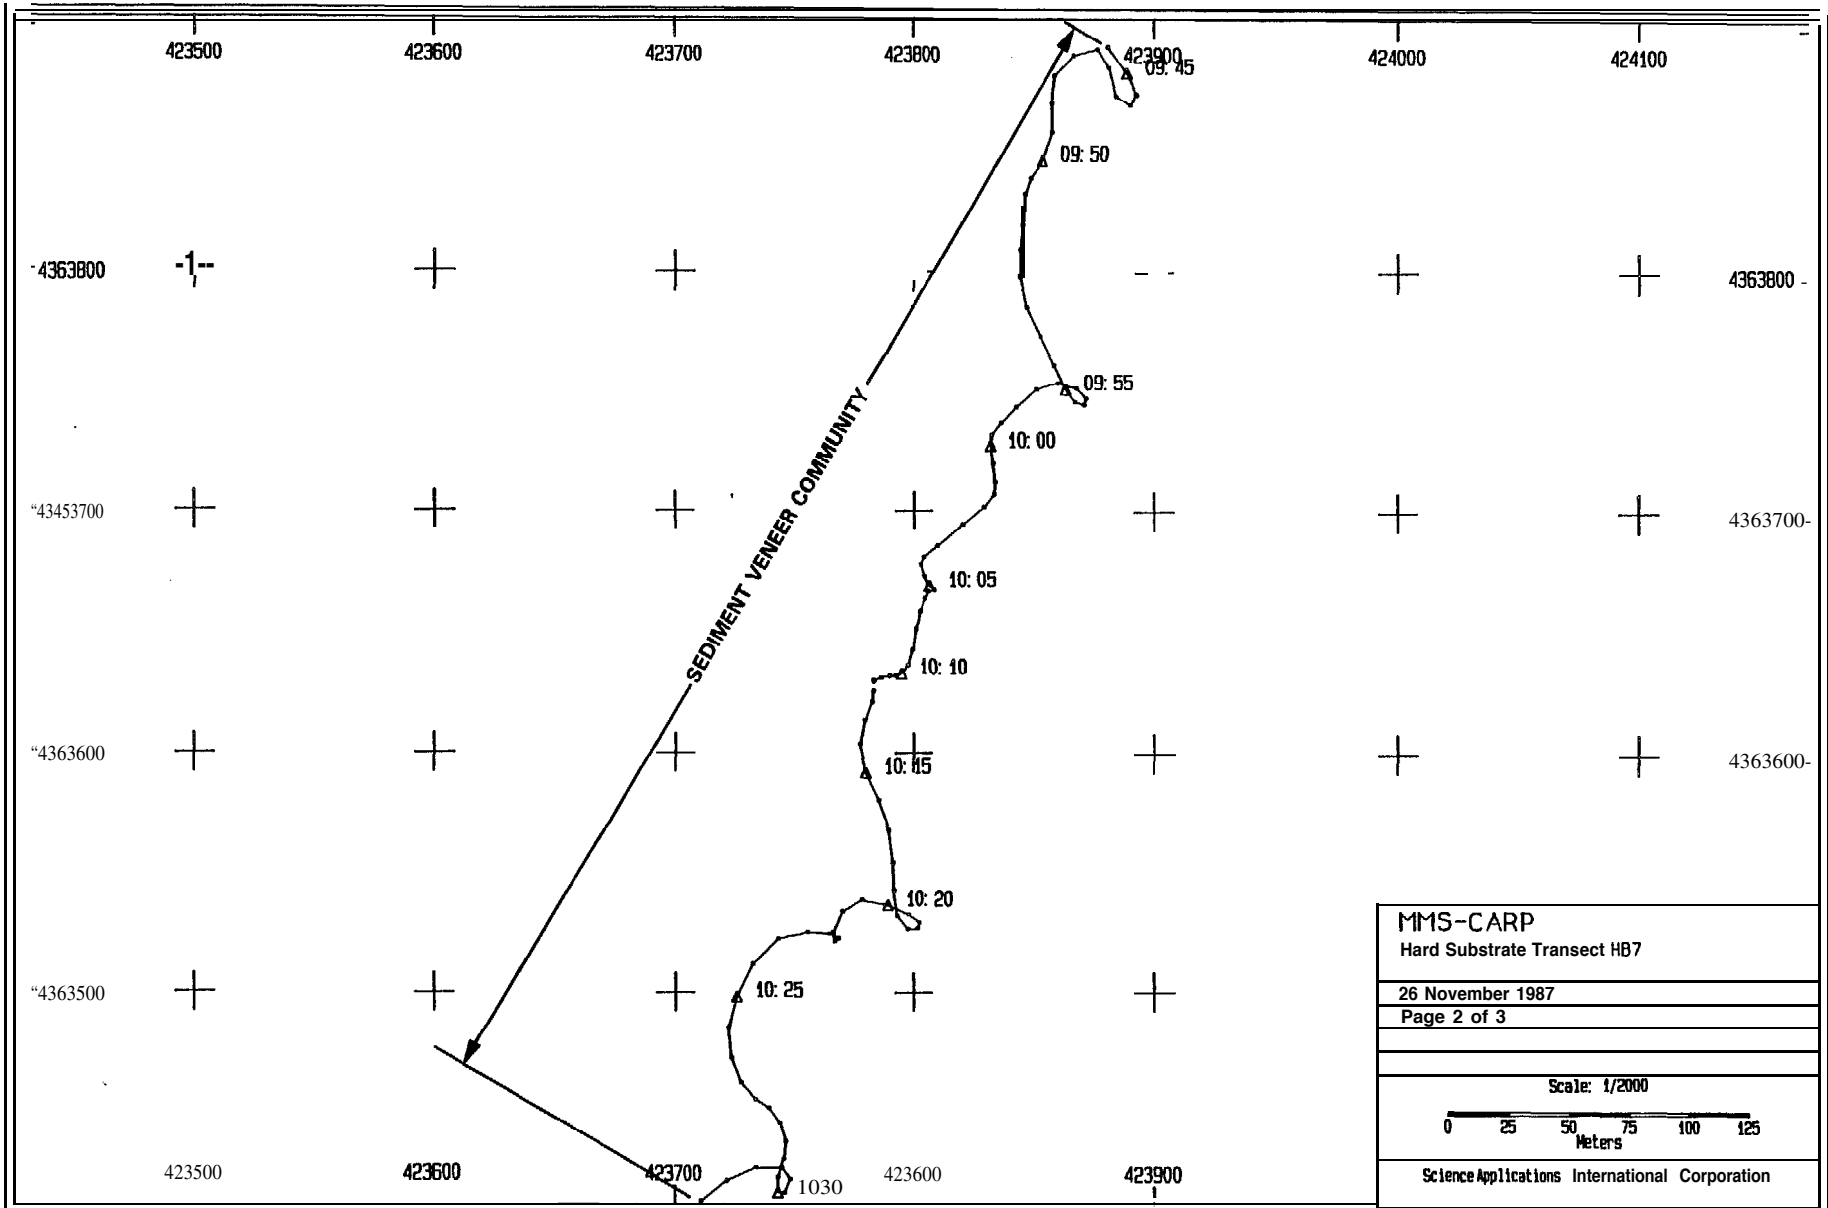 423500 423600 423700 423800 423900 424000 424100
09: 45
09: 50
-4363800 -1-- 4363800 -
09: 55
10: 00
SEDIMENT VENEER COMMUNITY
“43453700 4363700-
10: 05
10: 10
“4363600 4363600-
10: 15
10: 20
“4363500
10: 25
423500 423600 423700 423600 423900
1030
MMS-CARP
Hard Substrate Transect HB7
26 November 1987
Page 2 of 3
Scale: 1/2000
0 25 50 75 100 125
Meters
Science Applications International Corporation